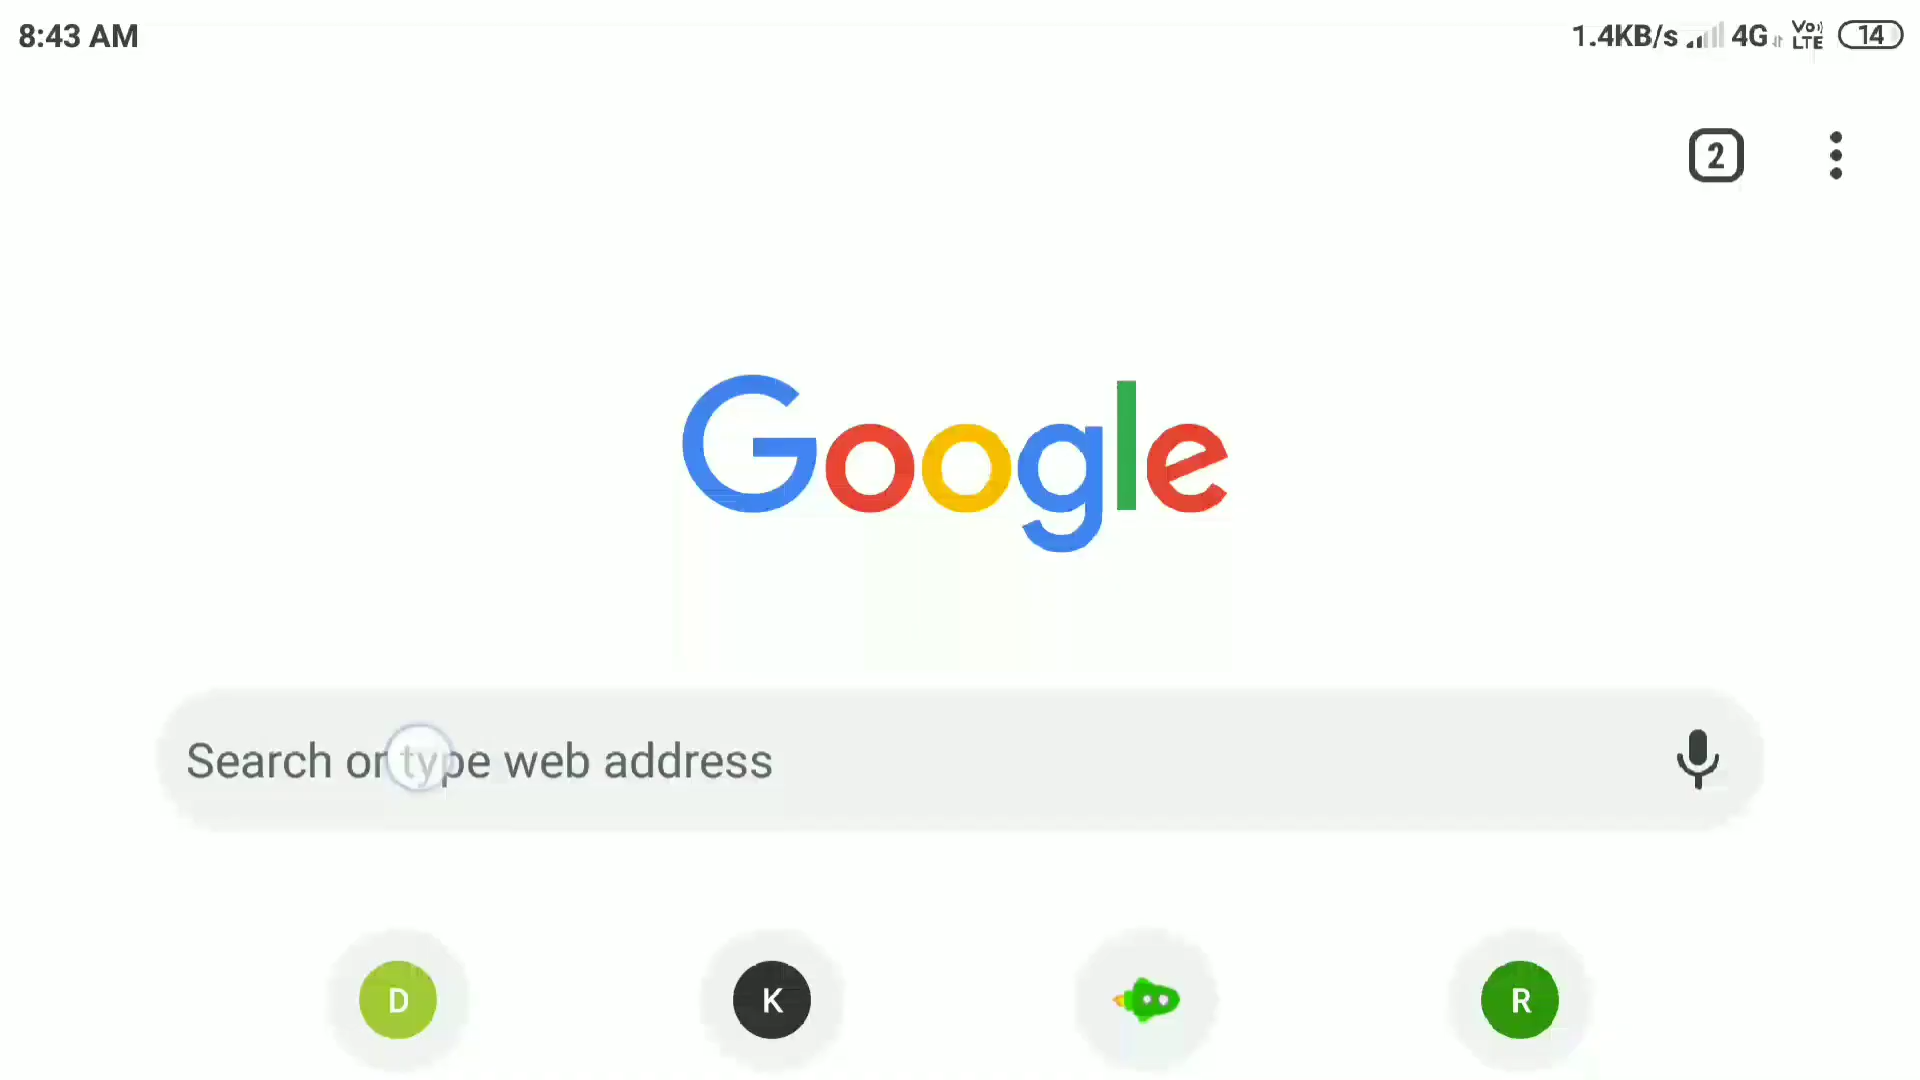 8:43 AM
1.4KB/s 4G Vo) LTE 14
2
Google
Search or type web address
D K R